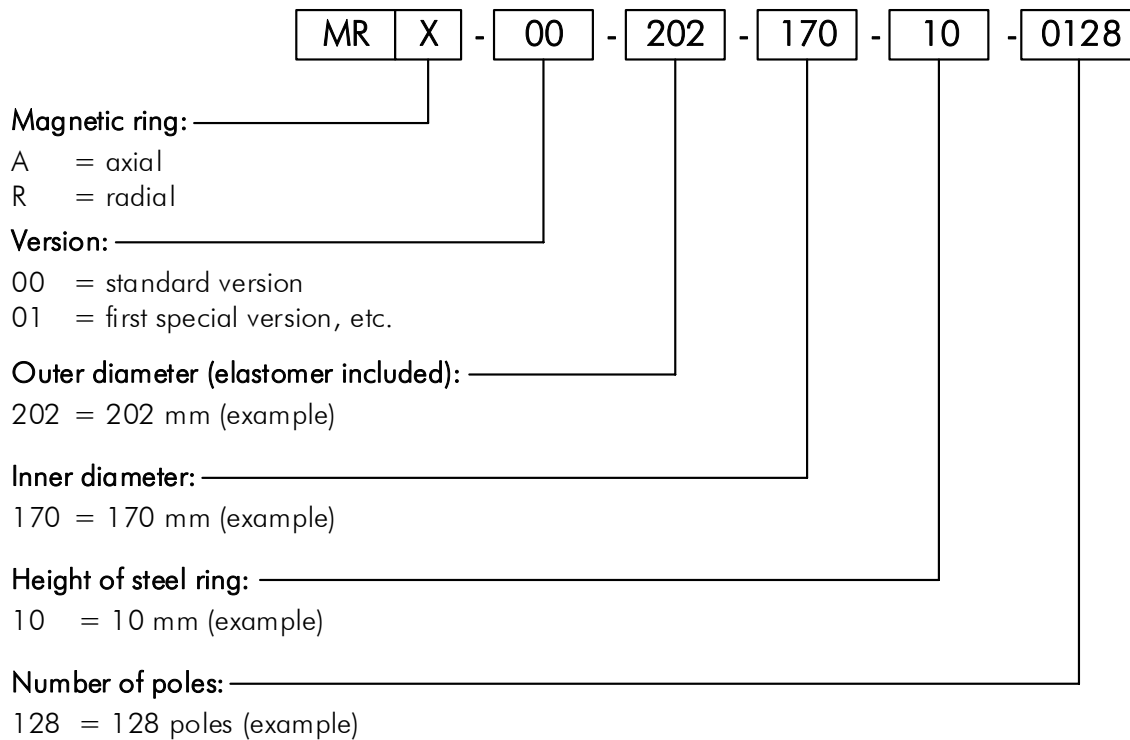 MR X - 00 - 202 - 170 - 10 - 0128
Magnetic ring:
A = axial
R = radial
Version:
00 = standard version
01 = first special version, etc.
Outer diameter (elastomer included):
202 = 202 mm (example)
Inner diameter:
170 = 170 mm (example)
Height of steel ring:
10 = 10 mm (example)
Number of poles:
128 = 128 poles (example)